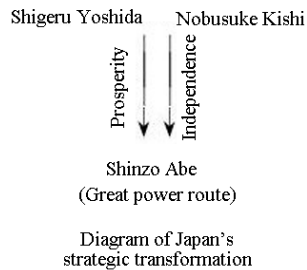 Shigeru Yoshida Nobusuke Kishi
Prosperity
Independence
Shinzo Abe
(Great power route)
Diagram of Japan's
strategic transformation